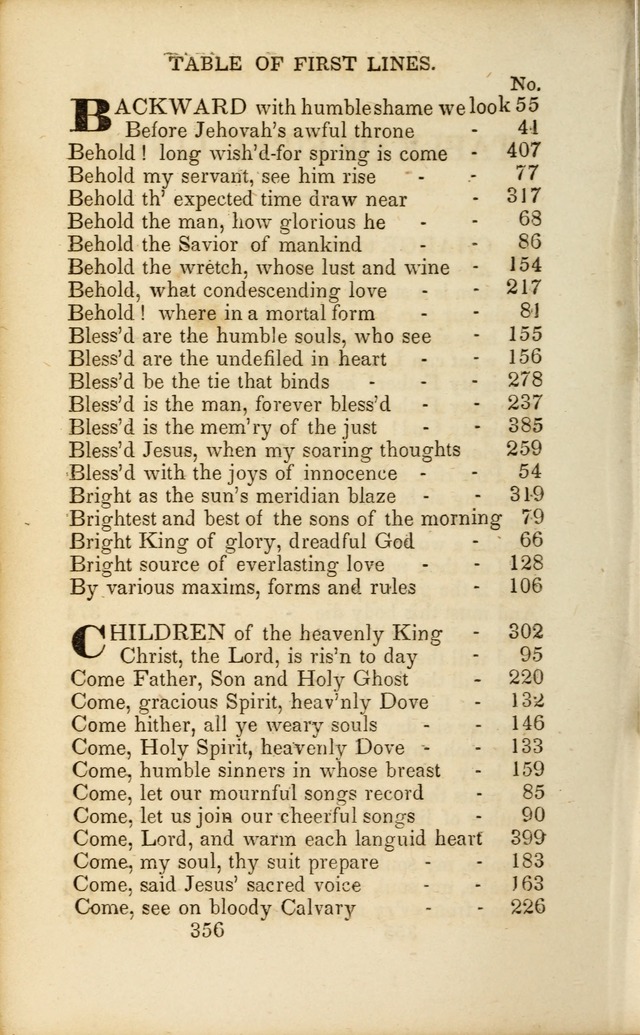 TABLE OF FIRST LINES.
No.
BACKWARD with humble shame we look 55
Before Jehovah's awful throne - 41
Behold! long wish'd-for spring is come - 407
Behold my servant, see him rise - - 77
Behold th' expected time draw near - 317
Behold the man, how glorious he - - 68
Behold the Savior of mankind - - 86
Behold the wretch, whose lust and wine - 154
Behold, what condescending love - - 217
Behold! where in a mortal form - - 81
Bless'd are the humble souls, who see - 155
Bless'd are the undefiled in heart - - 156
Bless'd be the tie that binds - - - 278
Bless'd is the man, forever bless'd - - 237
Bless'd is the mem'ry of the just - - 385
Bless'd Jesus, when my soaring thoughts 259
Bless'd with the joys of innocence - - 54
Bright as the sun's meridian blaze - - 319
Brightest and best of the sons of the morning 79
Bright King of glory, dreadful God - 66
Bright source of everlasting love - - 128
By various maxims, forms and rules - 106
CHILDREN of the heavenly King - 302
Christ, the Lord, is ris'n to day - 95
Come Father, Son and Holy Ghost - 220
Come, gracious Spirit, heav'nly Dove - 132
Come hither, all ye weary souls - - 146
Come, Holy Spirit, heavenly Dove - - 133
Come, humble sinners in whose breast - 159
Come, let our mournful songs record - 85
Come, let us join our cheerful songs - 90
Come, Lord, and warm each languid heart 399
Come, my soul, thy suit prepare - - 183
Come, said Jesus' sacred voice - - 163
Come, see on bloody Calvary - - 226
356